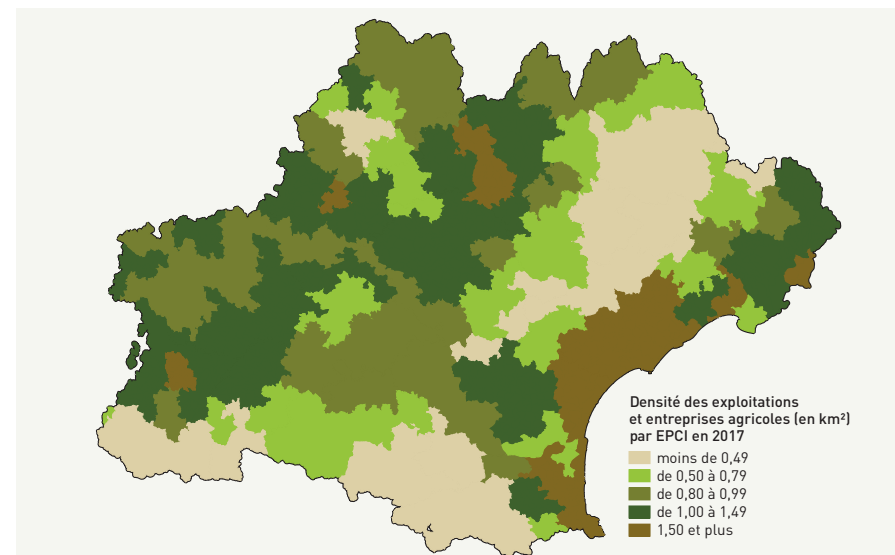 Densité des exploitations
et entreprises agricoles (en km²)
par EPCI en 2017
moins de 0,49
de 0,50 à 0,79
de 0,80 à 0,99
de 1,00 à 1,49
1,50 et plus